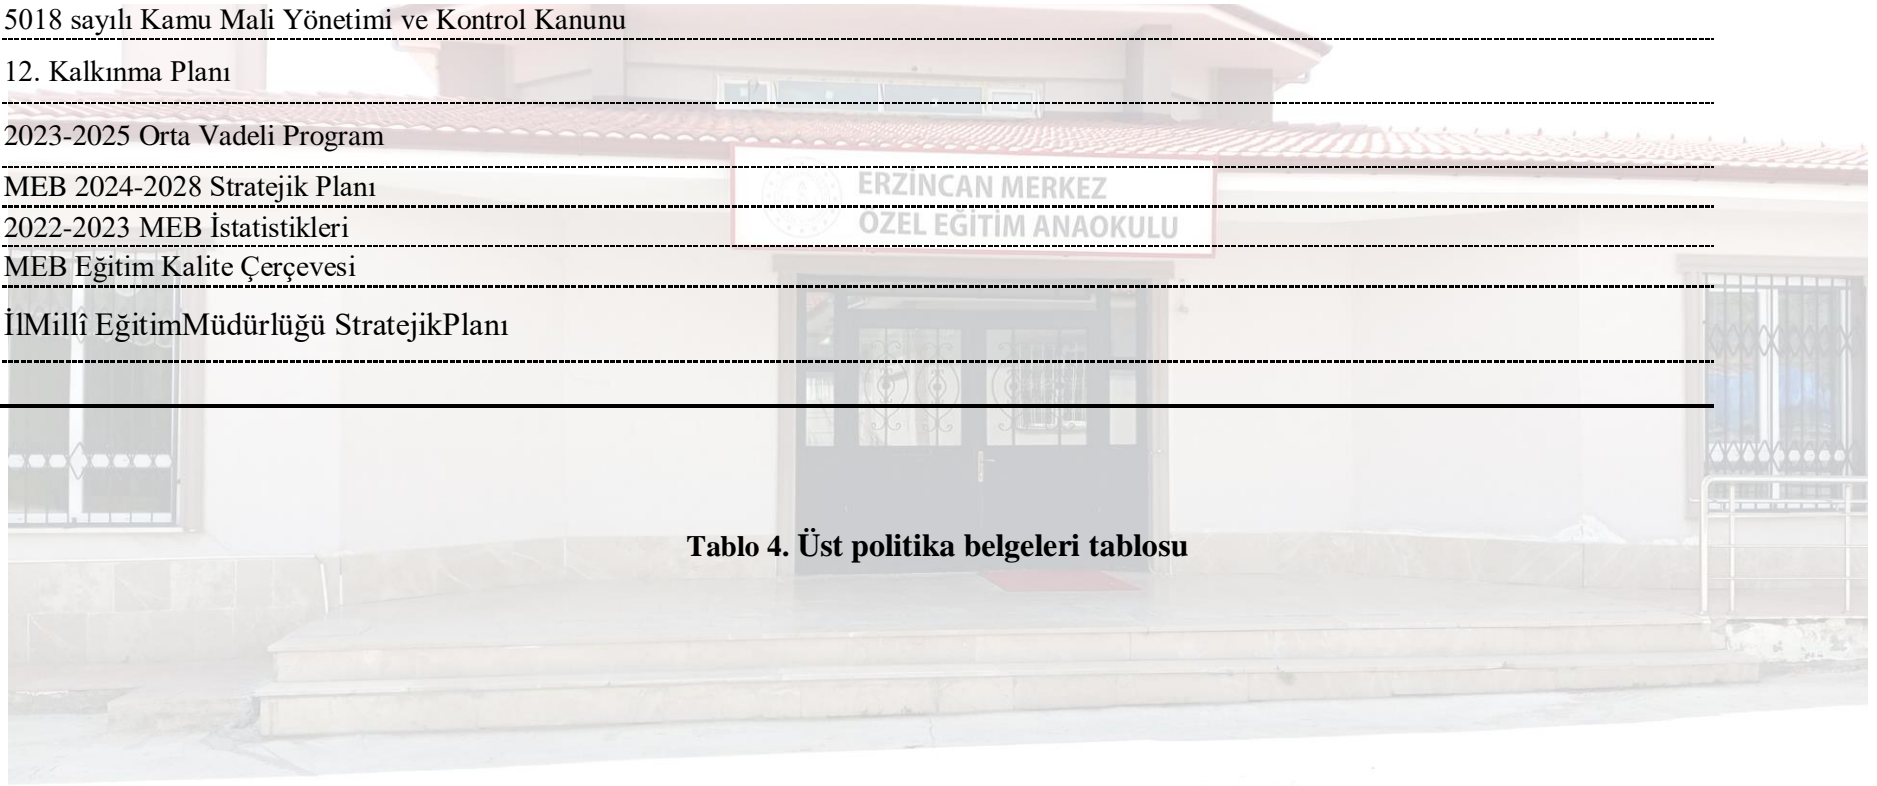 5018 sayılı Kamu Mali Yönetimi ve Kontrol Kanunu
12. Kalkınma Planı
2023-2025 Orta Vadeli Program
ERZİNCAN MERKEZ
ÖZEL EĞİTİM ANAOKULU
MEB 2024-2028 Stratejik Planı
2022-2023 MEB İstatistikleri
MEB Eğitim Kalite Çerçevesi
İlMillî EğitimMüdürlüğü StratejikPlanı
Tablo 4. Üst politika belgeleri tablosu